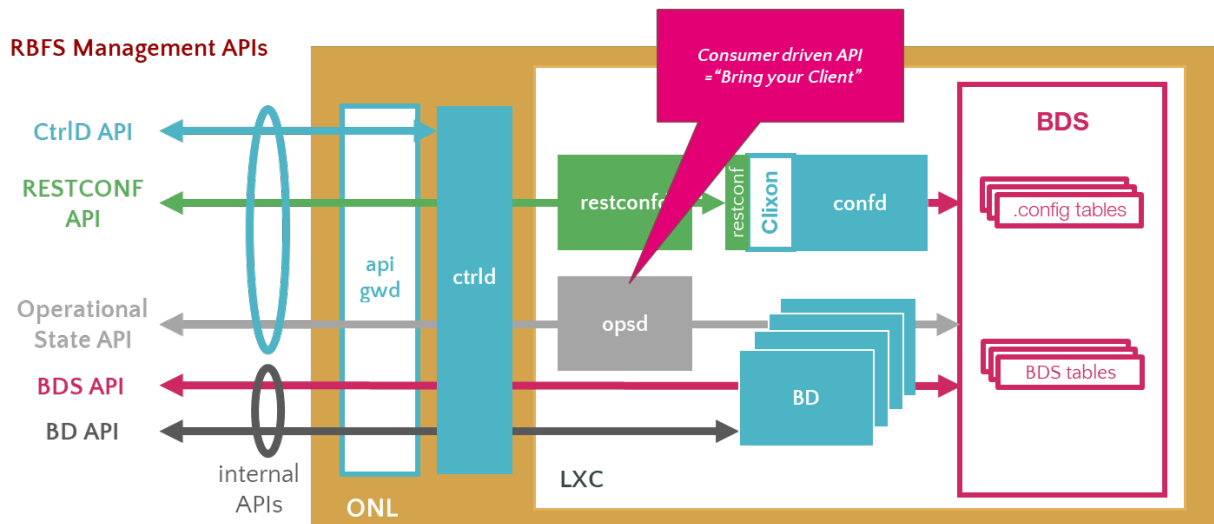 RBFS Management APIs
Consumer driven API
=“Bring your Client”
CtrlD API
RESTCONF
API
Operational
State API
BDS API
BD API
internal
APIs
api
gwd
ctrld
ONL
restconfd
restconf
Clixon
confd
opsd
BD
LXC
BDS
.config tables
BDS tables